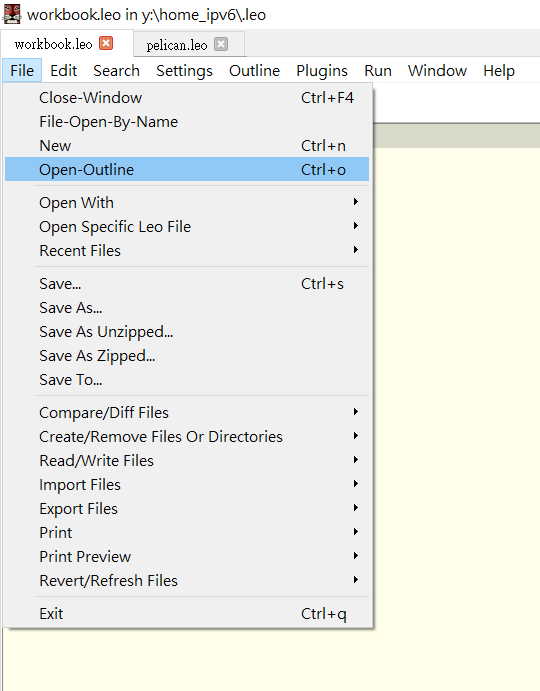 workbook.leo in y:\home_ipv6\.leo
workbook.leo pelican.leo
File Edit Search Settings Outline Plugins Run Window Help
Close-Window Ctrl+F4
File-Open-By-Name
New Ctrl+n
Open-Outline Ctrl+o
Open With
Open Specific Leo File
Recent Files
Save... Ctrl+s
Save As...
Save As Unzipped...
Save As Zipped...
Save To...
Compare/Diff Files
Create/Remove Files Or Directories
Read/Write Files
Import Files
Export Files
Print
Print Preview
Revert/Refresh Files
Exit Ctrl+q